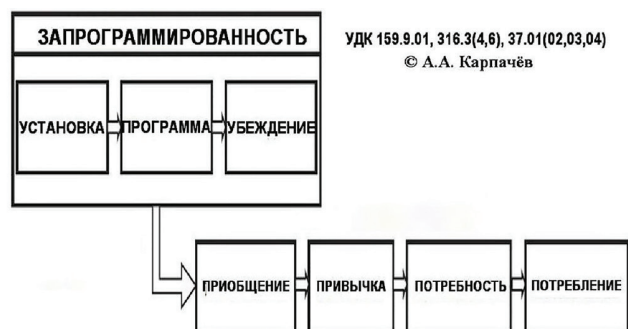 ЗАПРОГРАММИРОВАННОСТЬ
УДК 159.9.01, 316.3(4,6), 37.01(02,03,04)
© А.А. Карпачёв
УСТАНОВКА
ПРОГРАММА
УБЕЖДЕНИЕ
ПРИОБЩЕНИЕ
ПРИВЫЧКА
ПОТРЕБНОСТЬ
ПОТРЕБЛЕНИЕ